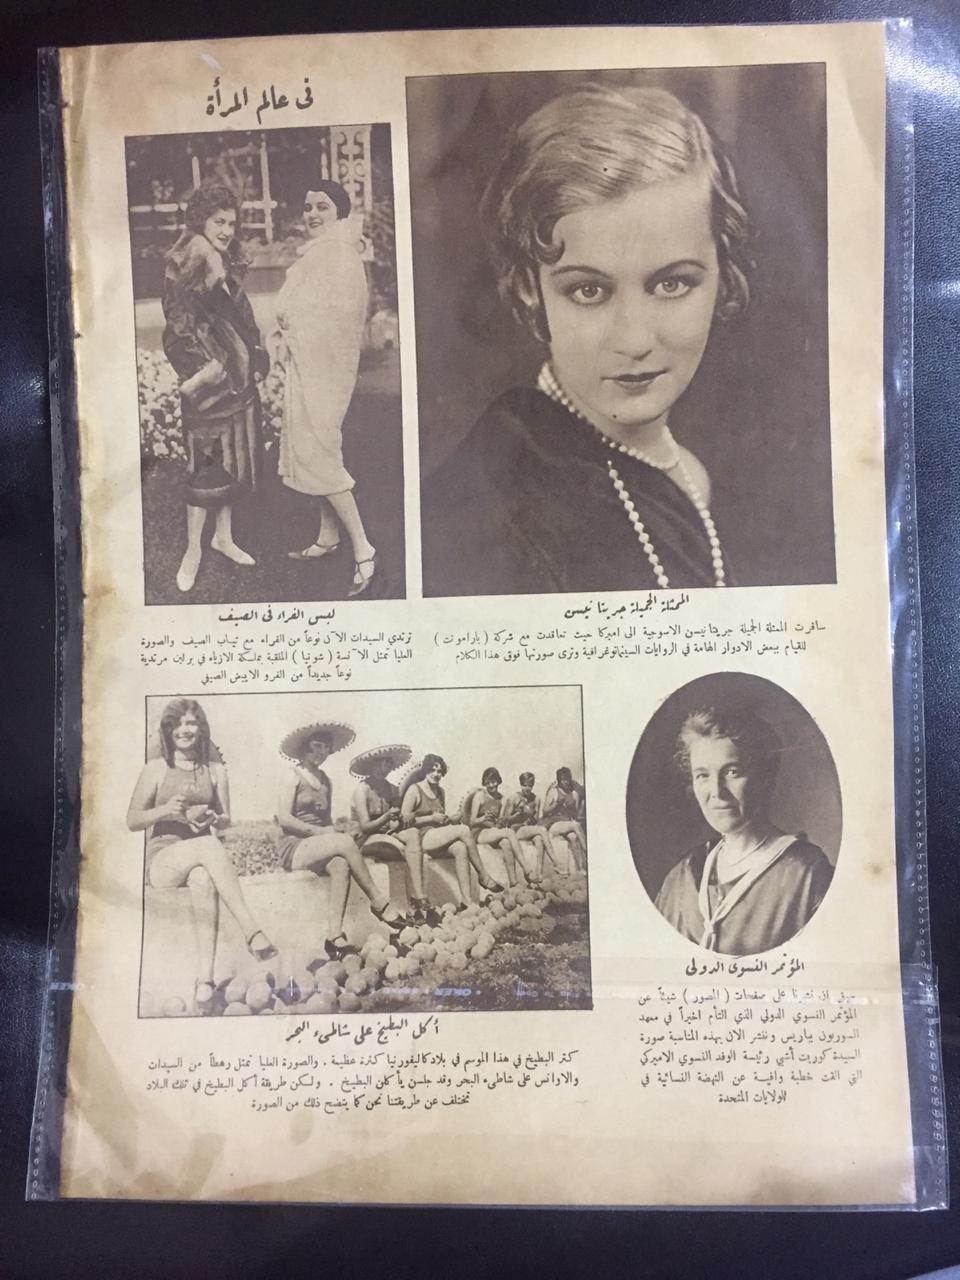 فى عالم المرأة
الممثلة الجميلة جريتا نيسن
سافرت الممثلة الجميلة جريتا نيسن الاسوجية الى اميركا حيث تعاقدت مع شركة ( بارامونت )
للقيام ببعض الادوار الهامة في الروايات السينماتوغرافية وترى صورتها فوق هذا الكلام
لبس الفراء فى الصيف
ترتدي السيدات الآن نوعاً من الفراء مع ثياب الصيف والصورة
العليا تمثل الآنسة ( شونيا ) الملقبة بملكة الازياء في برلين مرتدية
نوعاً جديداً من الفرو الابيض الصيفي
المؤتمر النسوى الدولى
سبق ان نشرنا على صفحات ( الصور ) شيئاً عن
المؤتمر النسوي الدولي الذي التأم اخيراً في معهد
السوربون بباريس وننشر الآن بهذه المناسبة صورة
السيدة كوربت آشبي رئيسة الوفد النسوي الاميركي
التي القت خطبة وافية عن النهضة النسائية في
الولايات المتحدة
أكل البطيخ على شاطىء البحر
كثر البطيخ في هذا الموسم في بلاد كاليفورنيا كثرة عظيمة . والصورة العليا تمثل رهطاً من السيدات
والاوانس على شاطىء البحر وقد جلسن يأكلن البطيخ . ولكن طريقة أكل البطيخ في تلك البلاد
تختلف عن طريقتنا نحن كما يتضح ذلك من الصورة